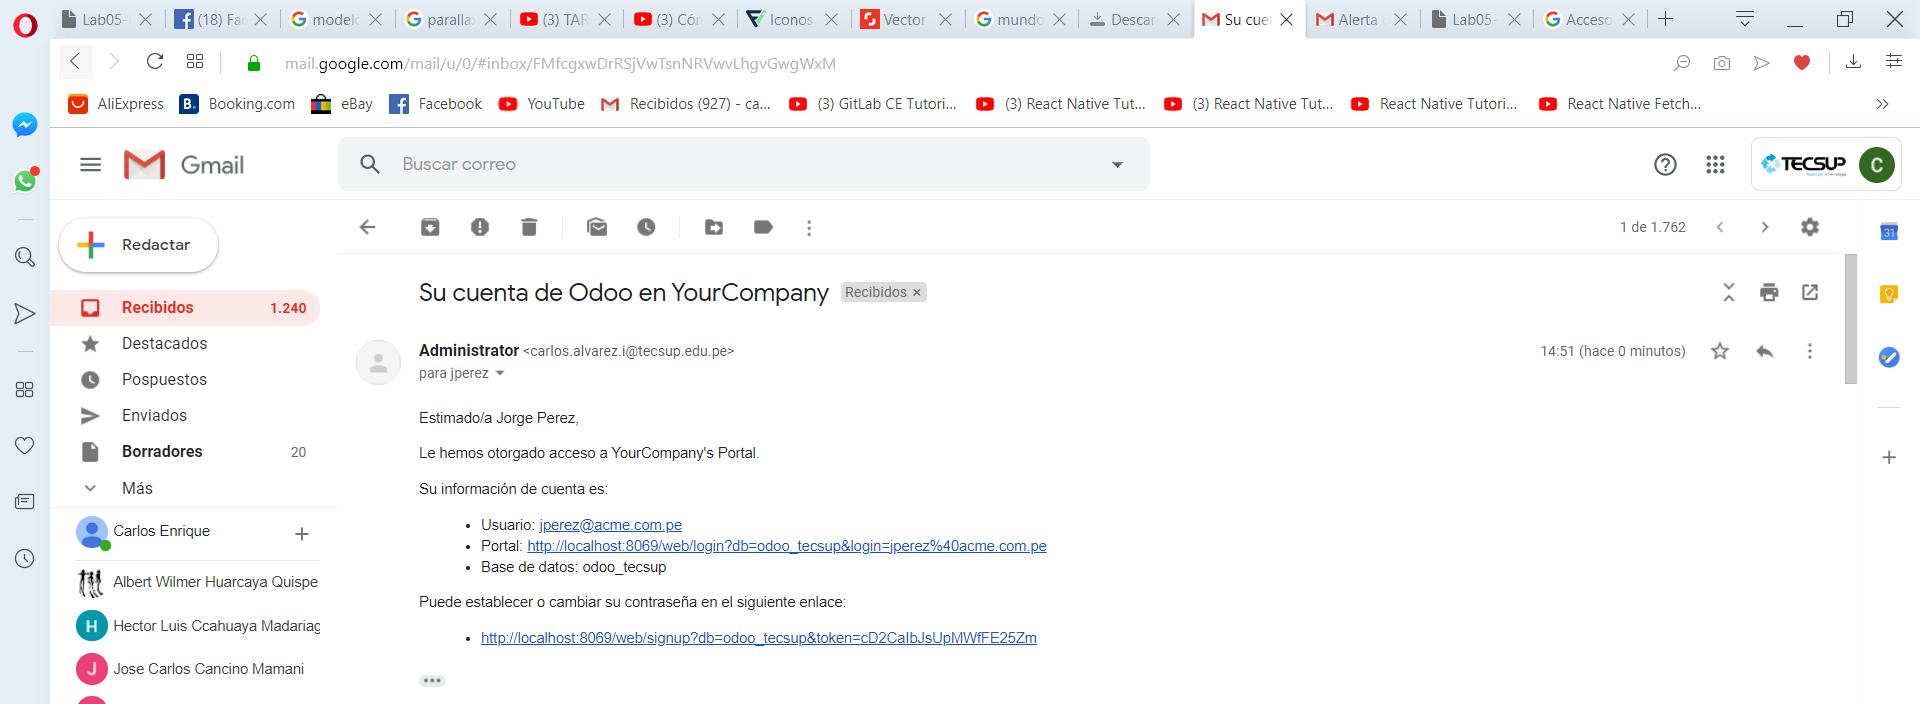 Lab05-
(18) Fa
modelo
parallax
(3) TAR
(3) Cón
Iconos
Vector
mundo
Descar
Su cue
Alerta
Lab05-
Acceso
mail.google.com/mail/u/0/#inbox/FMfcgxwDrRSjVwTsnNRVwvLhgvGwgWxM
AliExpress
Booking.com
eBay
Facebook
YouTube
Recibidos (927) - ca...
(3) GitLab CE Tutori...
(3) React Native Tut...
(3) React Native Tut...
React Native Tutori...
React Native Fetch...
Gmail
Buscar correo
TECSUP
C
Redactar
1 de 1.762
31
Su cuenta de Odoo en YourCompany
Recibidos ×
Recibidos 1.240
Destacados
Pospuestos
Enviados
Borradores 20
Más
Carlos Enrique
Albert Wilmer Huarcaya Quispe
H
Hector Luis Ccahuaya Madariag
J
Jose Carlos Cancino Mamani
Administrator <carlos.alvarez.i@tecsup.edu.pe>
14:51 (hace 0 minutos)
para jperez
Estimado/a Jorge Perez,
Le hemos otorgado acceso a YourCompany's Portal.
Su información de cuenta es:
• Usuario: jperez@acme.com.pe
• Portal: http://localhost:8069/web/login?db=odoo_tecsup&login=jperez%40acme.com.pe
• Base de datos: odoo_tecsup
Puede establecer o cambiar su contraseña en el siguiente enlace:
• http://localhost:8069/web/signup?db=odoo_tecsup&token=cD2CaIbJsUpMWfFE25Zm